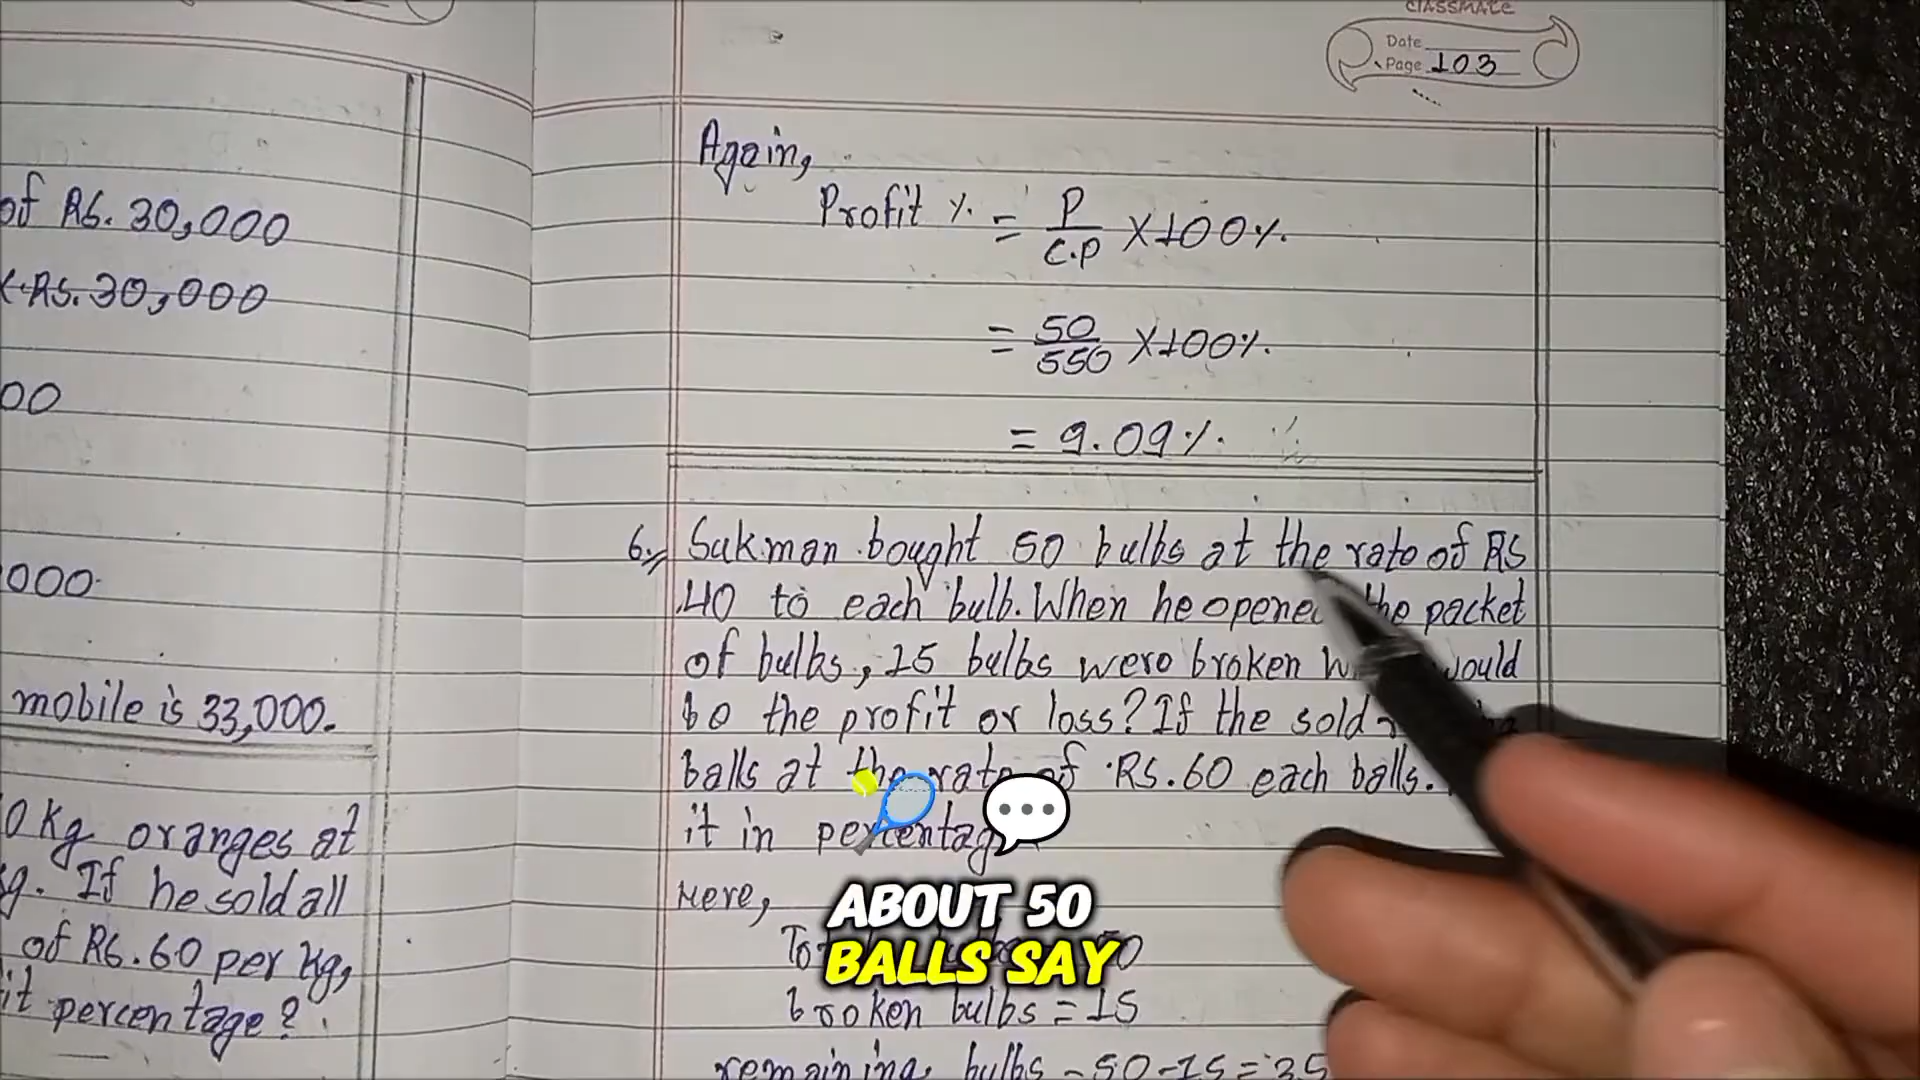 CLASSMATE
Date
Page 103
of RS. 30,000
RS. 30,000
00
000
mobile is 33,000.
0 Kg oranges at
g. If he sold all
of RS. 60 per kg,
it percentage?
Again,
Profit % = P/C.P X100%
= 50/550 X100%
= 9.09%
6. Sukman bought 50 bulbs at the rate of RS
40 to each bulb. When he opened the packet
of bulbs, 15 bulbs were broken would
be the profit or loss? If the sold
balls at the rate of RS. 60 each balls.
it in percentage
Here,
ABOUT 50
BALLS SAY
broken bulbs = 15
remaining bulbs = 50-15 = 35